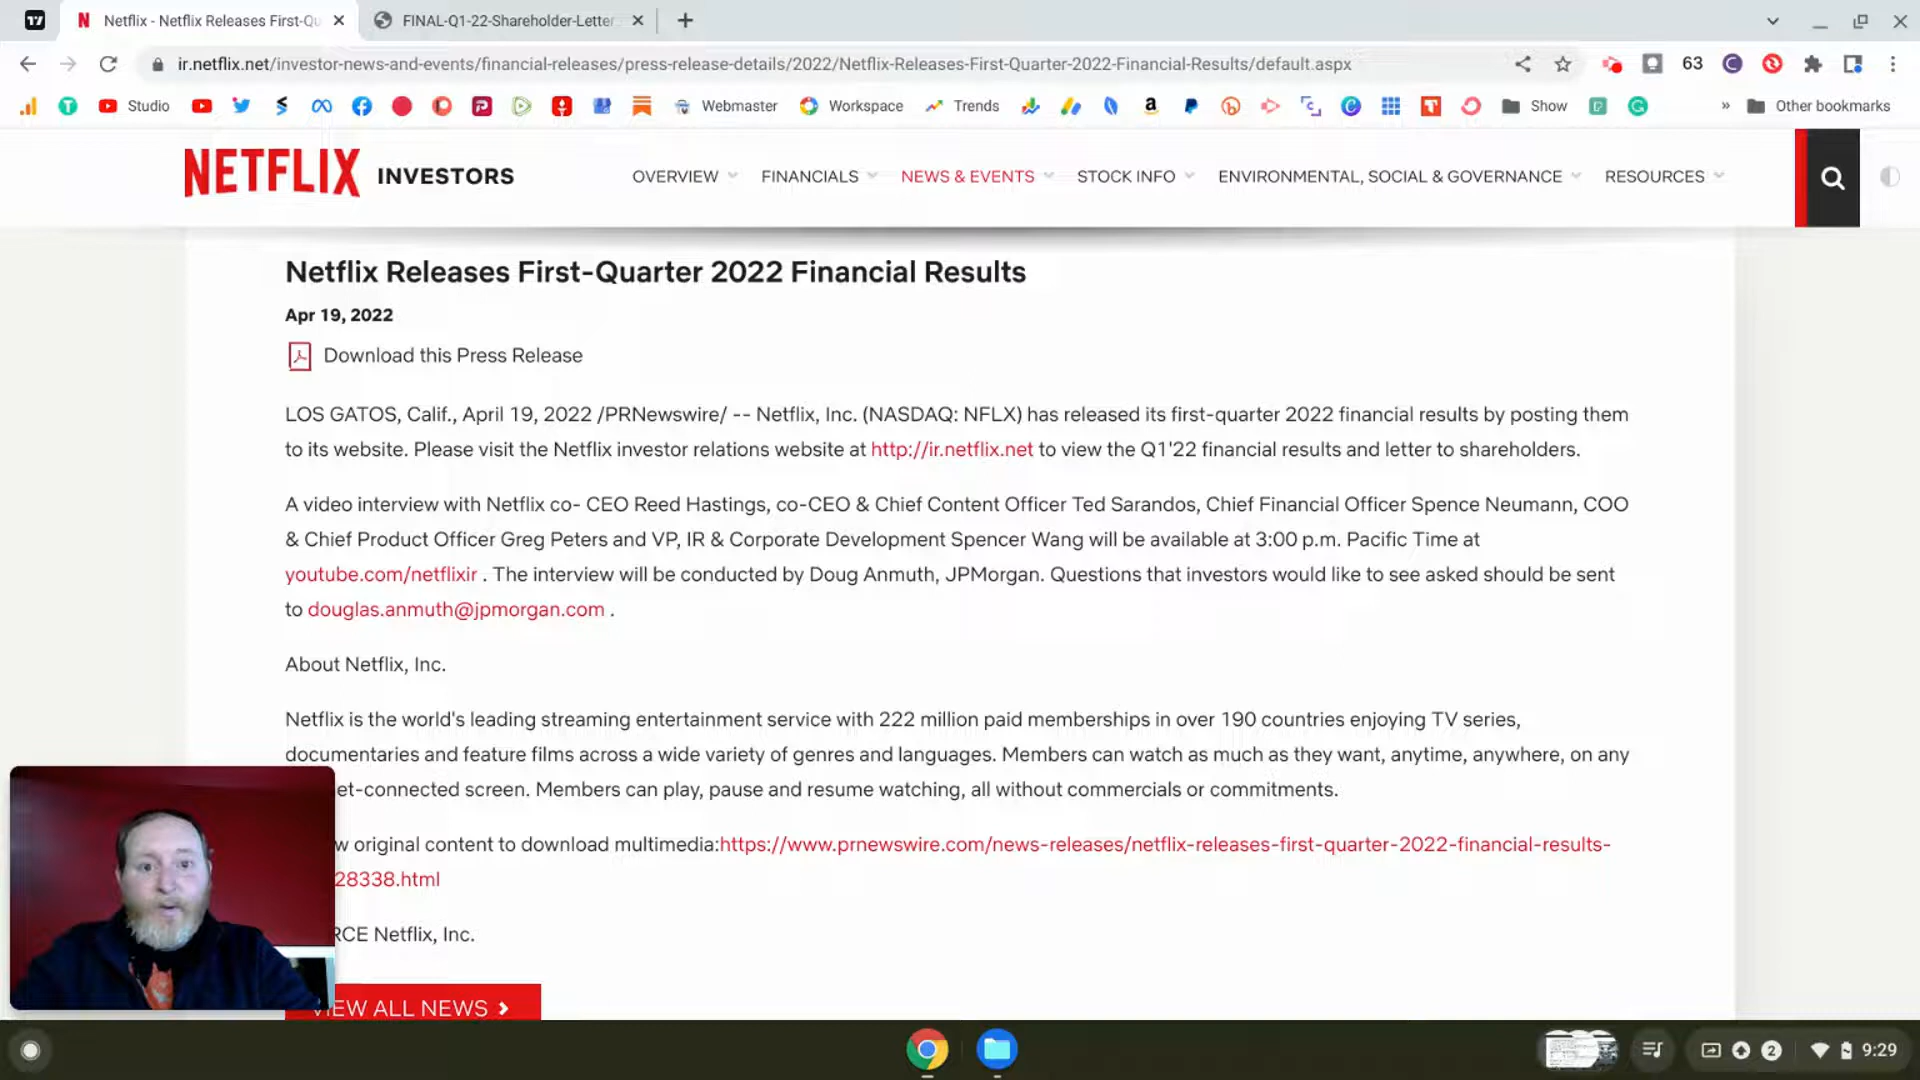 Netflix - Netflix Releases First-Qu
FINAL-Q1-22-Shareholder-Letter
ir.netflix.net/investor-news-and-events/financial-releases/press-release-details/2022/Netflix-Releases-First-Quarter-2022-Financial-Results/default.aspx
63
Studio
Webmaster
Workspace
Trends
Show
» Other bookmarks
NETFLIX INVESTORS
OVERVIEW
FINANCIALS
NEWS & EVENTS
STOCK INFO
ENVIRONMENTAL, SOCIAL & GOVERNANCE
RESOURCES
Netflix Releases First-Quarter 2022 Financial Results
Apr 19, 2022
Download this Press Release
LOS GATOS, Calif., April 19, 2022 /PRNewswire/ -- Netflix, Inc. (NASDAQ: NFLX) has released its first-quarter 2022 financial results by posting them
to its website. Please visit the Netflix investor relations website at http://ir.netflix.net to view the Q1'22 financial results and letter to shareholders.
A video interview with Netflix co- CEO Reed Hastings, co-CEO & Chief Content Officer Ted Sarandos, Chief Financial Officer Spence Neumann, COO
& Chief Product Officer Greg Peters and VP, IR & Corporate Development Spencer Wang will be available at 3:00 p.m. Pacific Time at
youtube.com/netflixir . The interview will be conducted by Doug Anmuth, JPMorgan. Questions that investors would like to see asked should be sent
to douglas.anmuth@jpmorgan.com .
About Netflix, Inc.
Netflix is the world's leading streaming entertainment service with 222 million paid memberships in over 190 countries enjoying TV series,
documentaries and feature films across a wide variety of genres and languages. Members can watch as much as they want, anytime, anywhere, on any
et-connected screen. Members can play, pause and resume watching, all without commercials or commitments.
w original content to download multimedia:https://www.prnewswire.com/news-releases/netflix-releases-first-quarter-2022-financial-results-
28338.html
RCE Netflix, Inc.
VIEW ALL NEWS
2
9:29